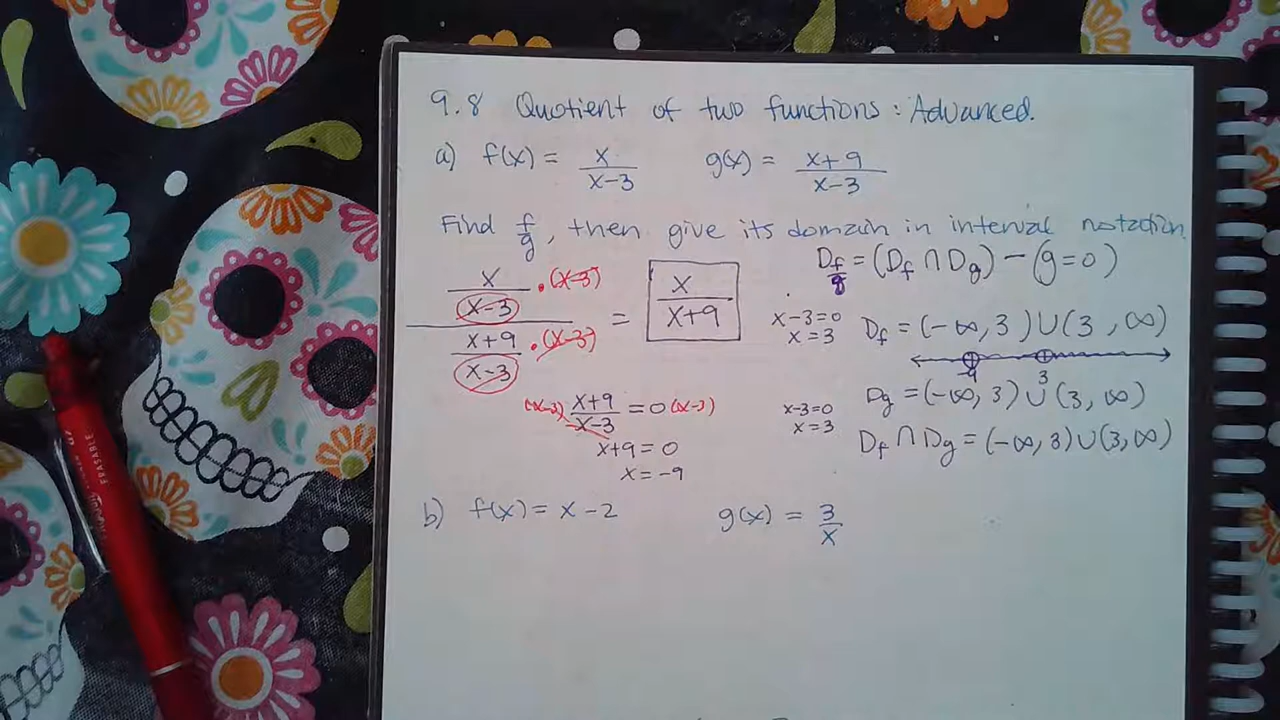 9.8 Quotient of two functions: Advanced.
a) f(x) = x/(x-3) g(x) = (x+9)/(x-3)
Find f/g, then give its domain in interval notation.
(x/(x-3) • (x-3)) / ((x+9)/(x-3) • (x-3)) = x/(x+9)
D f/g = (Df ∩ Dg) - (g=0)
x-3=0
x=3
Df = (-∞, 3) ∪ (3, ∞)
3
x-3=0
x=3
Dg = (-∞, 3) ∪ (3, ∞)
Df ∩ Dg = (-∞, 3) ∪ (3, ∞)
(x-3) (x+9)/(x-3) = 0 (x-3)
x+9 = 0
x = -9
b) f(x) = x - 2 g(x) = 3/x
ERASABLE